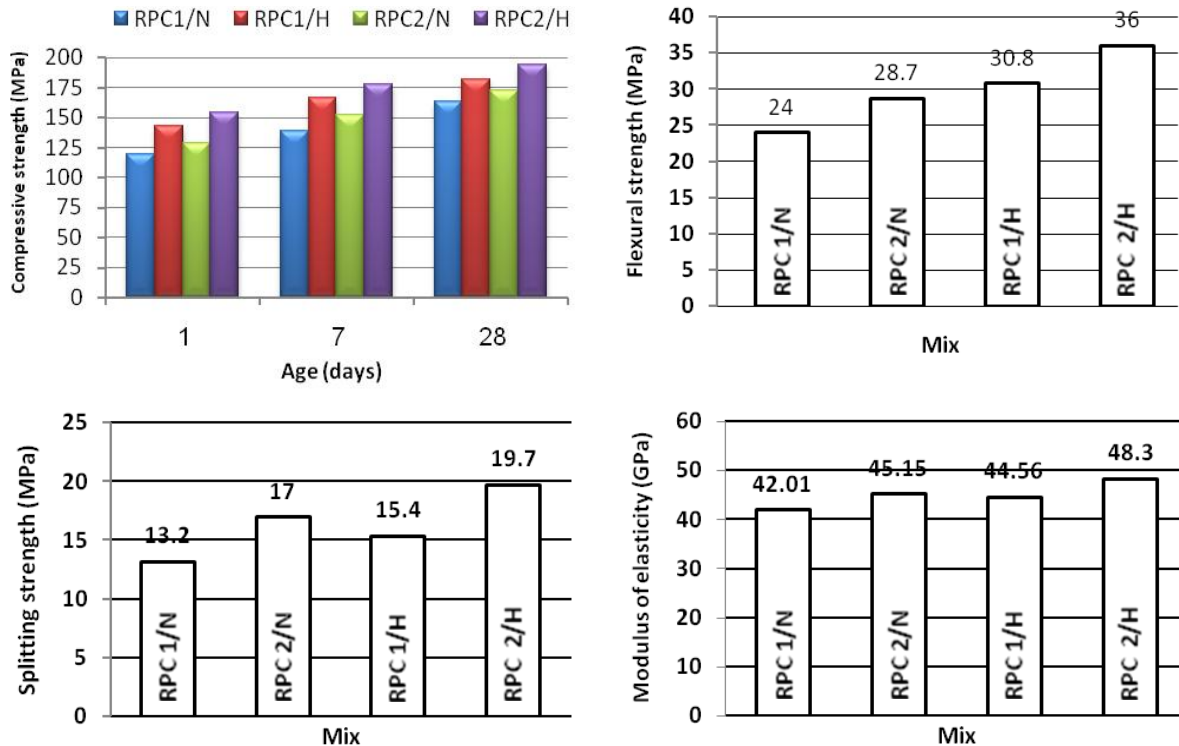 RPC1/N RPC1/H RPC2/N RPC2/H
Compressive strength (MPa)
200
175
150
125
100
75
50
25
0
1 7 28
Age (days)
Flexural strength (MPa)
40
35
30
25
20
15
10
5
0
24
28.7
30.8
36
RPC 1/N
RPC 2/N
RPC 1/H
RPC 2/H
Mix
Splitting strength (MPa)
25
20
15
10
5
0
13.2
17
15.4
19.7
RPC 1/N
RPC 2/N
RPC 1/H
RPC 2/H
Mix
Modulus of elasticity (GPa)
60
50
40
30
20
10
0
42.01
45.15
44.56
48.3
RPC 1/N
RPC 2/N
RPC 1/H
RPC 2/H
Mix